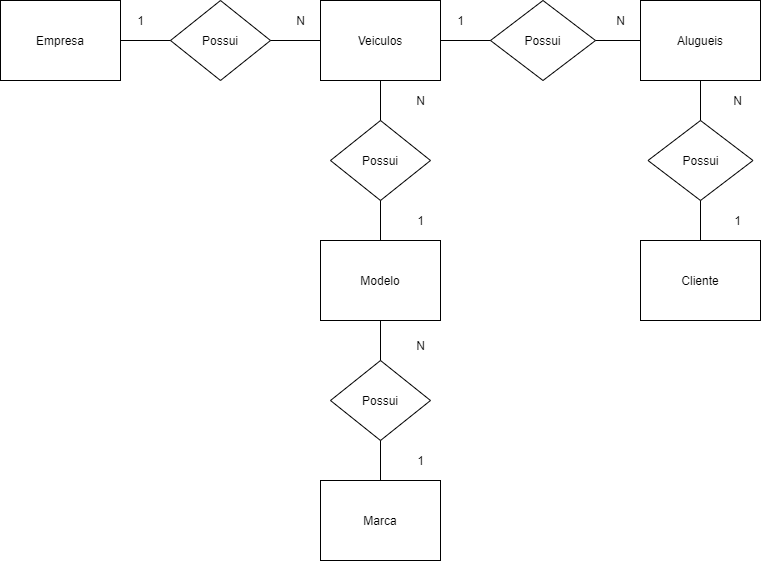 Empresa
1
Possui
N
Veiculos
1
Possui
N
Alugueis
N
Possui
1
Modelo
N
Possui
1
Marca
N
Possui
1
Cliente